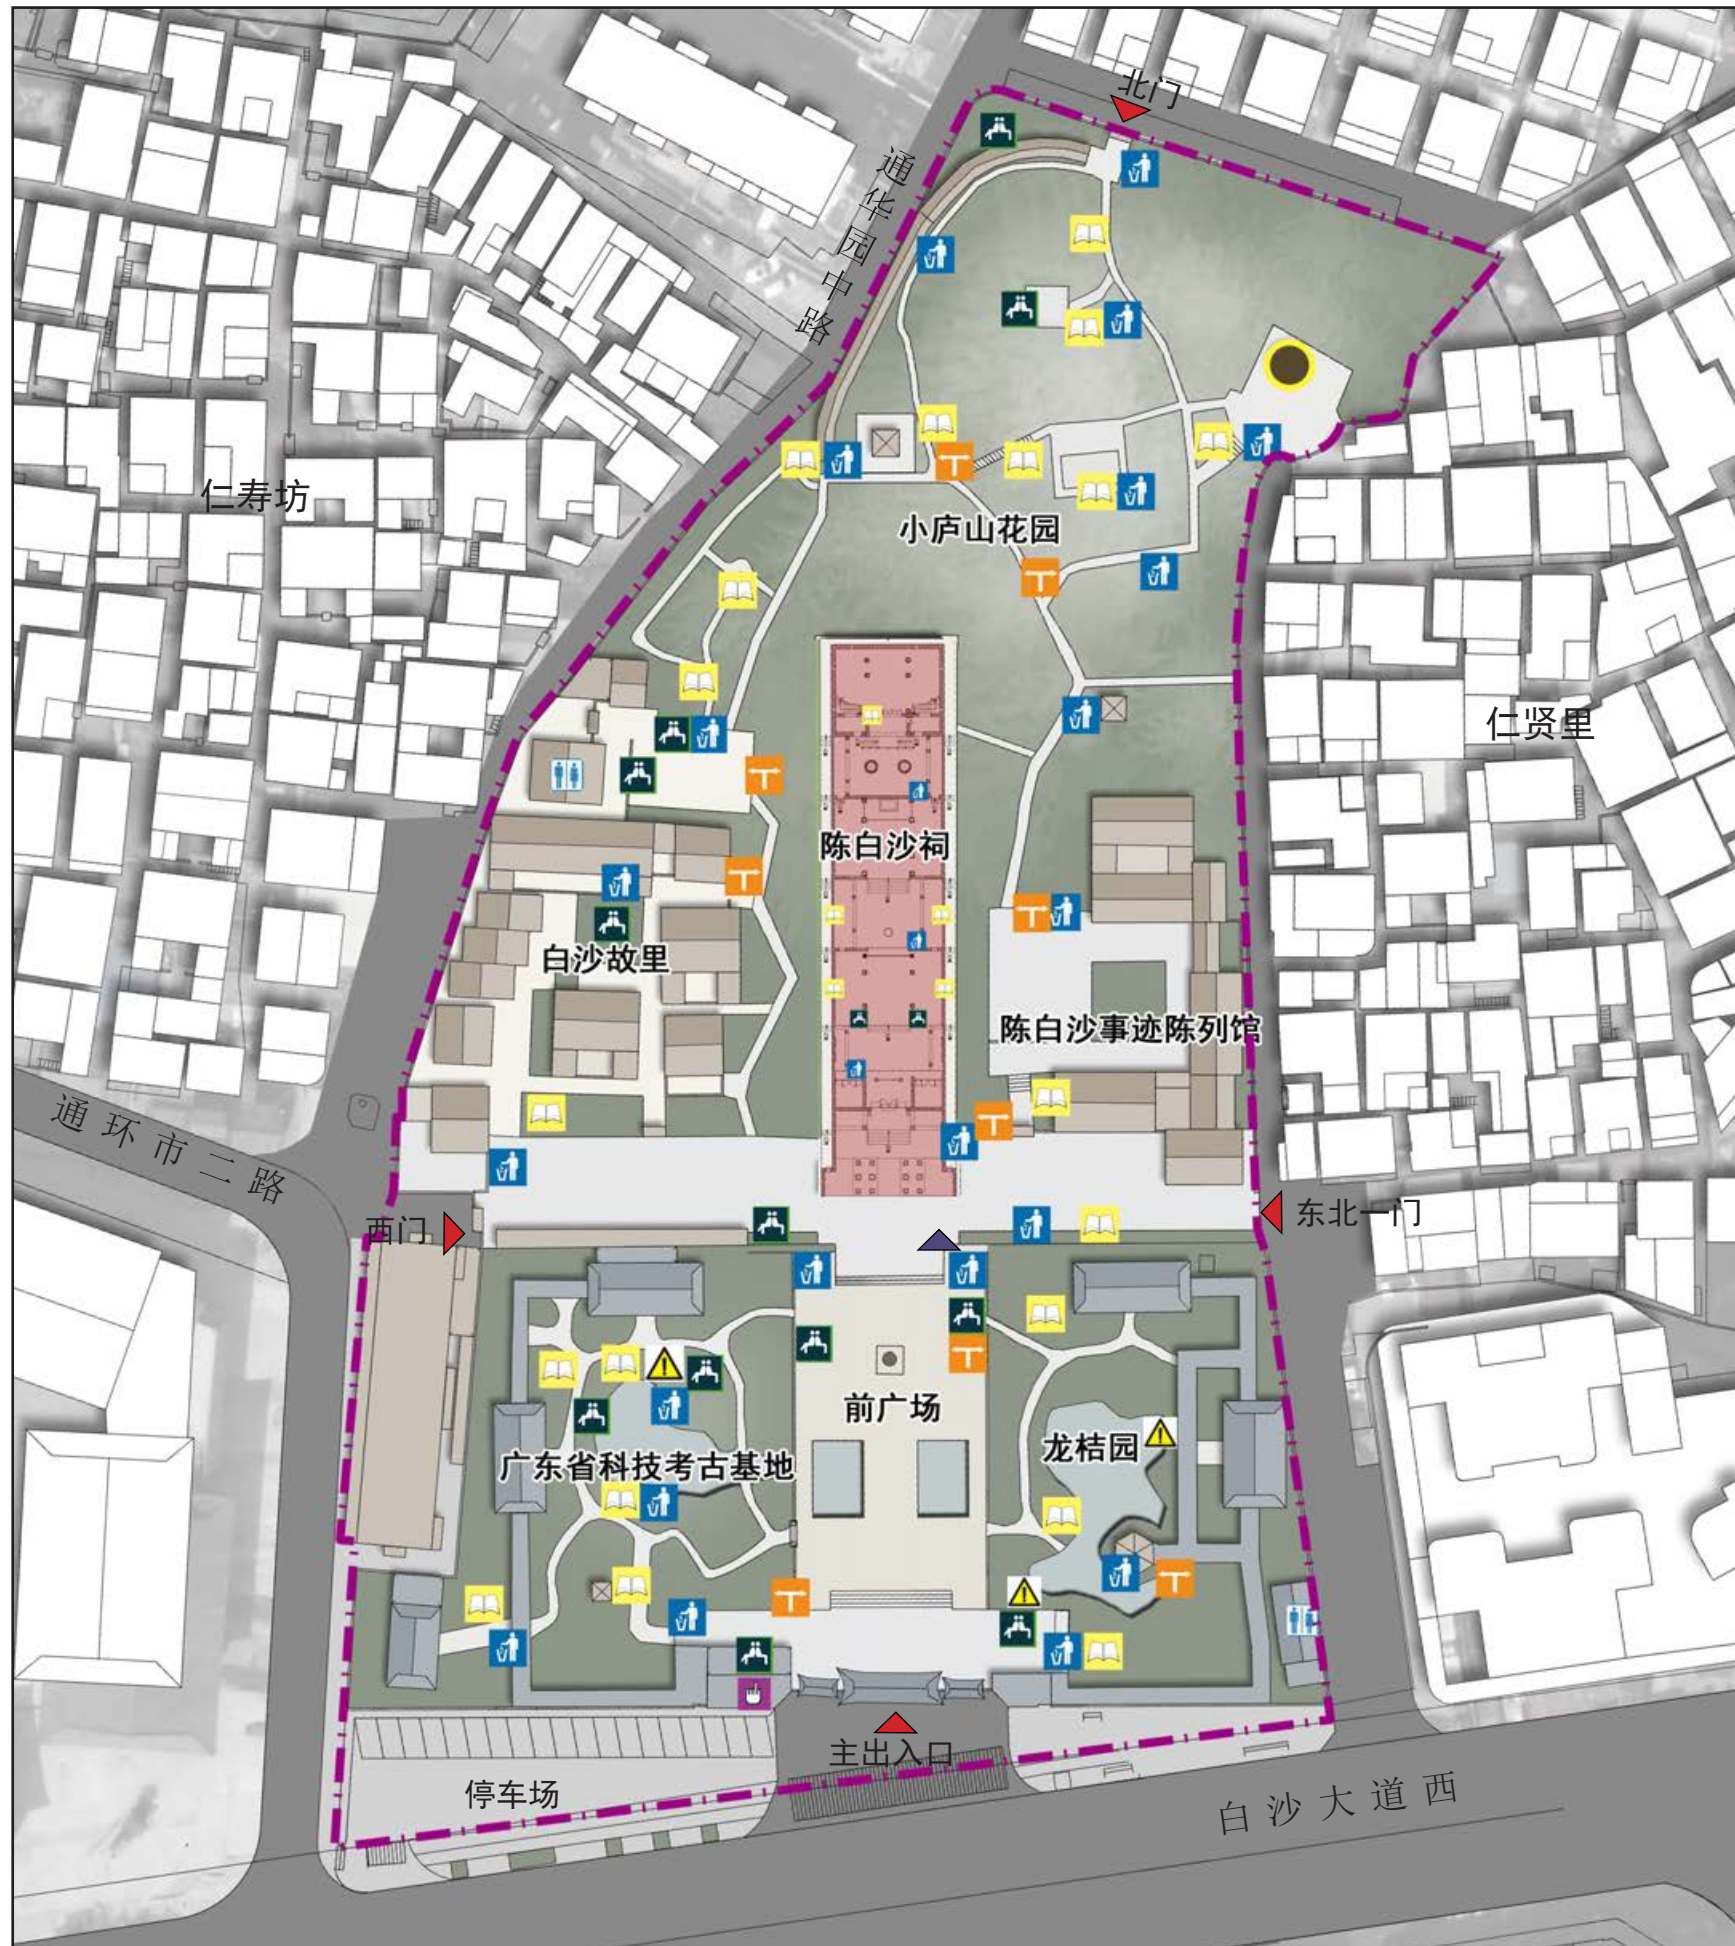 北门
通华园中路
仁寿坊
小庐山花园
仁贤里
陈白沙祠
白沙故里
陈白沙事迹陈列馆
通环市二路
西门
东北一门
前广场
龙桔园
广东省科技考古基地
主出入口
停车场
白沙大道西